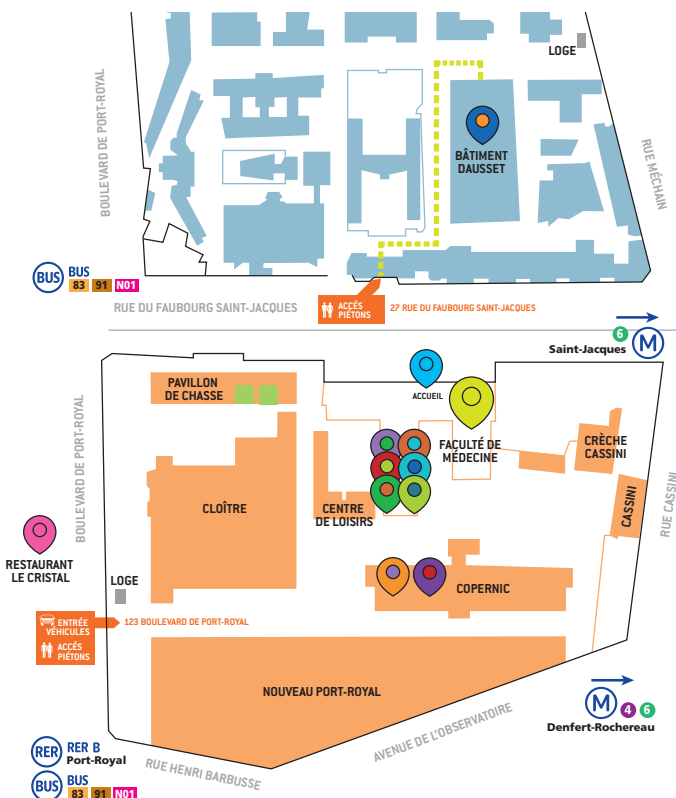 LOGE
BOULEVARD DE PORT-ROYAL
BÂTIMENT
DAUSSET
RUE MÉCHAIN
BUS
BUS
83 91 N01
RUE DU FAUBOURG SAINT-JACQUES
ACCÉS
PIÉTONS
27 RUE DU FAUBOURG SAINT-JACQUES
6
Saint-Jacques
M
PAVILLON
DE CHASSE
ACCUEIL
FACULTÉ DE
MÉDECINE
CRÈCHE
CASSINI
BOULEVARD DE PORT-ROYAL
CLOÎTRE
CENTRE
DE LOISIRS
CASSINI
RUE CASSINI
RESTAURANT
LE CRISTAL
LOGE
COPERNIC
ENTRÉE
VÉHICULES
ACCÉS
PIÉTONS
123 BOULEVARD DE PORT-ROYAL
NOUVEAU PORT-ROYAL
M
4 6
Denfert-Rochereau
AVENUE DE L'OBSERVATOIRE
RER
RER B
Port-Royal
RUE HENRI BARBUSSE
BUS
BUS
83 91 N01